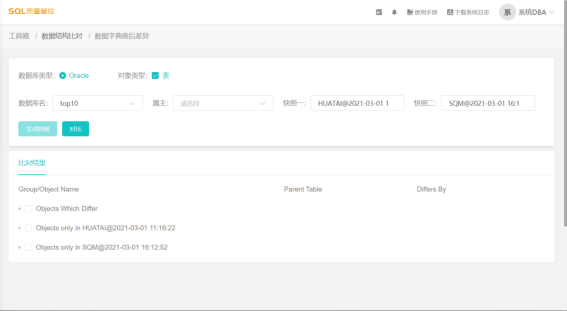 SQL质量管控
使用手册 下载系统日志 系 系统DBA
工具箱 / 数据结构比对 / 数据字典前后差异
数据库类型: Oracle 对象类型: 表
数据库名: top10 属主: 请选择 快照一: HUATAI@2021-03-01 1 快照二: SQM@2021-03-01 16:1
生成快照 对比
比对结果
Group/Object Name Parent Table Differs By
Objects Which Differ
Objects only in HUATAI@2021-03-01 11:16:22
Objects only in SQM@2021-03-01 16:12:52